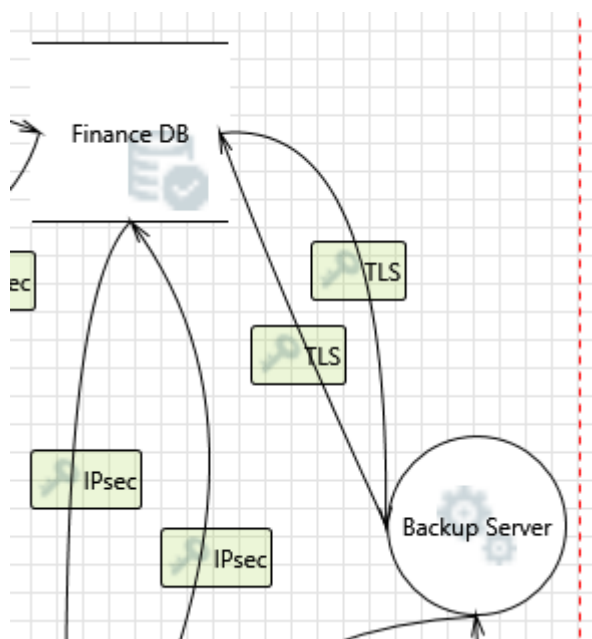 Finance DB
TLS
ec
TLS
IPsec
Backup Server
IPsec